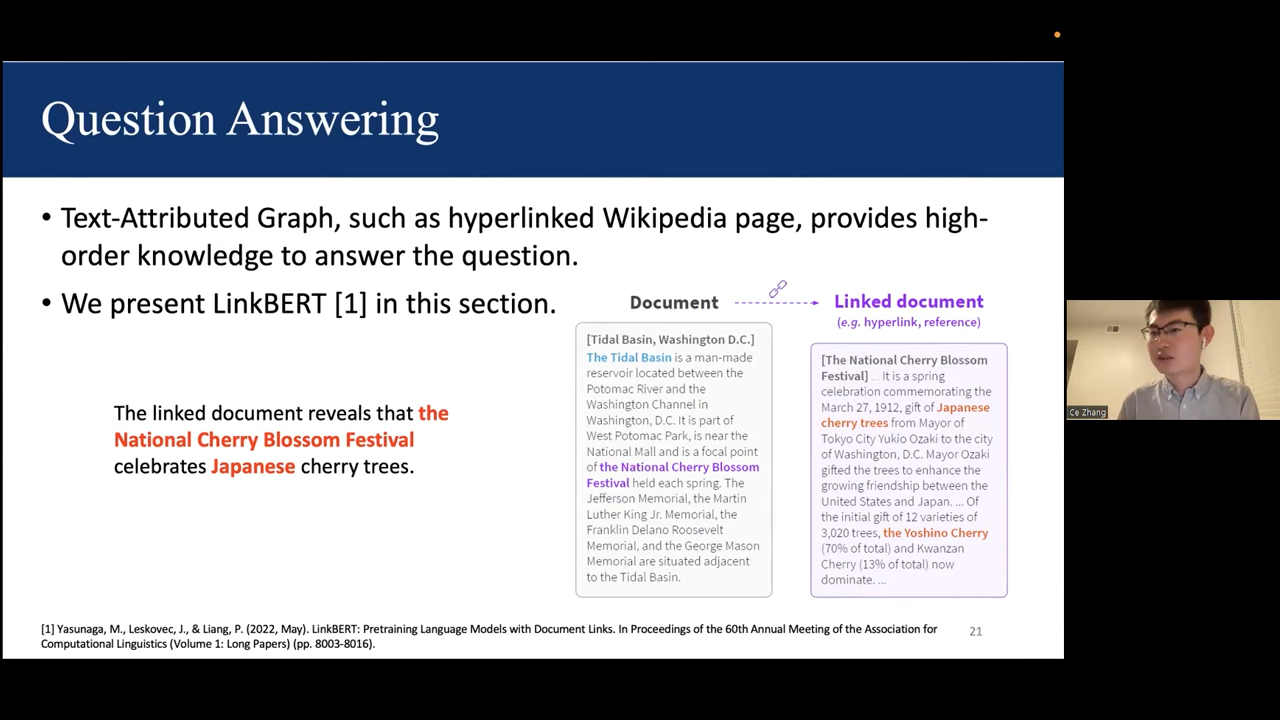 Question Answering
• Text-Attributed Graph, such as hyperlinked Wikipedia page, provides high-
order knowledge to answer the question.
• We present LinkBERT [1] in this section.
The linked document reveals that the
National Cherry Blossom Festival
celebrates Japanese cherry trees.
Document
[Tidal Basin, Washington D.C.]
The Tidal Basin is a man-made
reservoir located between the
Potomac River and the
Washington Channel in
Washington, D.C. It is part of
West Potomac Park, is near the
National Mall and is a focal point
of the National Cherry Blossom
Festival held each spring. The
Jefferson Memorial, the Martin
Luther King Jr. Memorial, the
Franklin Delano Roosevelt
Memorial, and the George Mason
Memorial are situated adjacent
to the Tidal Basin.
Linked document
(e.g. hyperlink, reference)
[The National Cherry Blossom
Festival] ... It is a spring
celebration commemorating the
March 27, 1912, gift of Japanese
cherry trees from Mayor of
Tokyo City Yukio Ozaki to the city
of Washington, D.C. Mayor Ozaki
gifted the trees to enhance the
growing friendship between the
United States and Japan. ... Of
the initial gift of 12 varieties of
3,020 trees, the Yoshino Cherry
(70% of total) and Kwanzan
Cherry (13% of total) now
dominate. ...
[1] Yasunaga, M., Leskovec, J., & Liang, P. (2022, May). LinkBERT: Pretraining Language Models with Document Links. In Proceedings of the 60th Annual Meeting of the Association for
Computational Linguistics (Volume 1: Long Papers) (pp. 8003-8016).
21
Ce Zhang